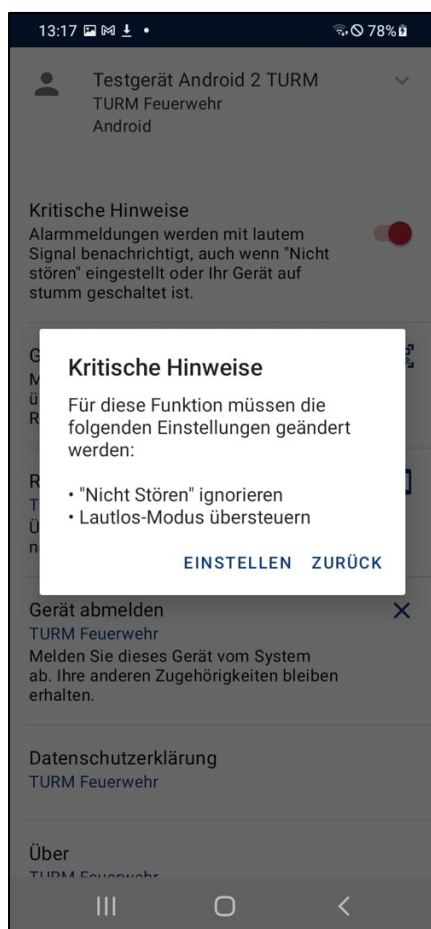 13:17
78%
Testgerät Android 2 TURM
TURM Feuerwehr
Android
Kritische Hinweise
Alarmmeldungen werden mit lautem
Signal benachrichtigt, auch wenn "Nicht
stören" eingestellt oder Ihr Gerät auf
stumm geschaltet ist.
G
M
ü
R
Kritische Hinweise
Für diese Funktion müssen die
folgenden Einstellungen geändert
werden:
• "Nicht Stören" ignorieren
• Lautlos-Modus übersteuern
EINSTELLEN ZURÜCK
R
T
Ü
n
Gerät abmelden
TURM Feuerwehr
Melden Sie dieses Gerät vom System
ab. Ihre anderen Zugehörigkeiten bleiben
erhalten.
Datenschutzerklärung
TURM Feuerwehr
Über
TURM Feuerwehr